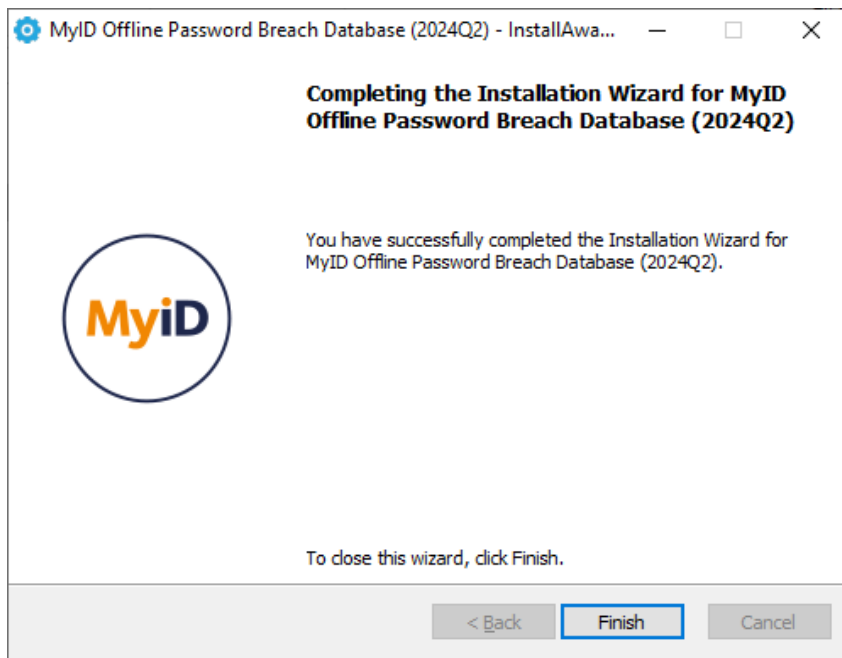 MyID Offline Password Breach Database (2024Q2) - InstallAwa...
Completing the Installation Wizard for MyID
Offline Password Breach Database (2024Q2)
You have successfully completed the Installation Wizard for
MyID Offline Password Breach Database (2024Q2).
MyiD
To close this wizard, click Finish.
< Back
Finish
Cancel